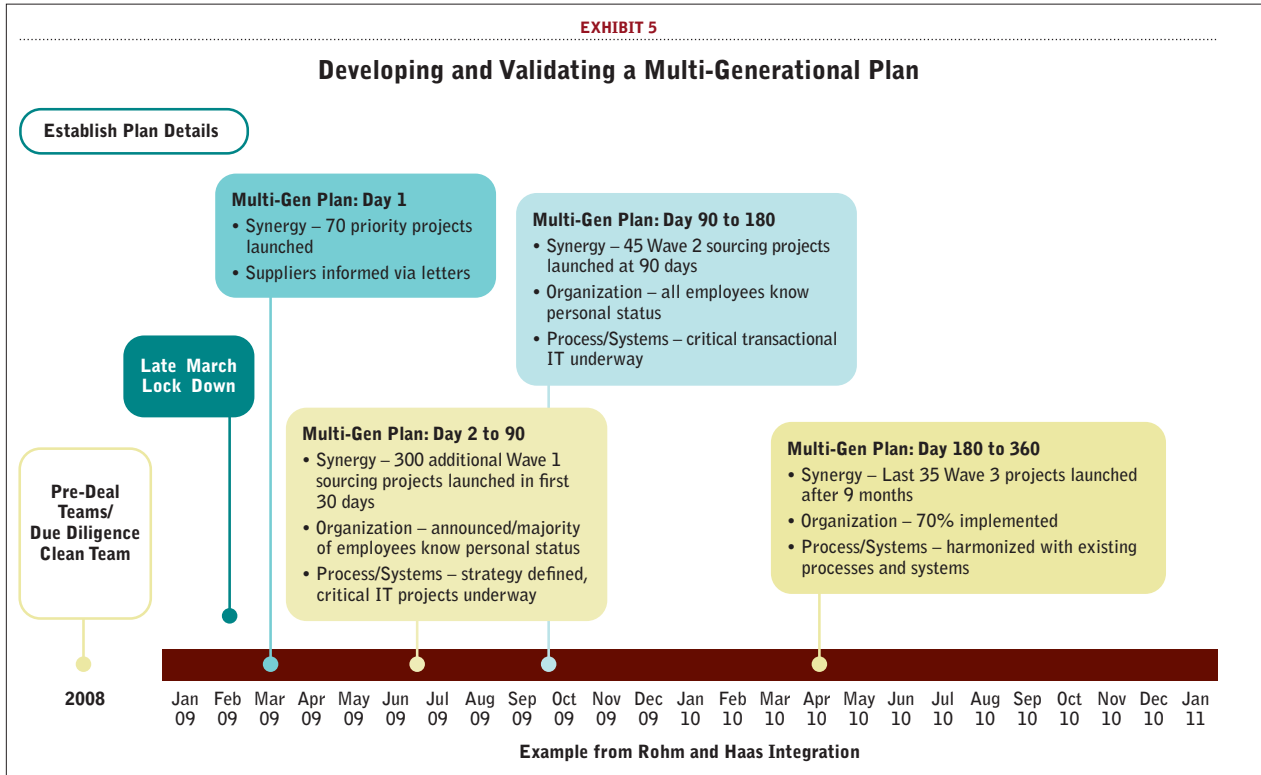 EXHIBIT 5
Developing and Validating a Multi-Generational Plan
Establish Plan Details
Multi-Gen Plan: Day 1
• Synergy – 70 priority projects
launched
• Suppliers informed via letters
Multi-Gen Plan: Day 90 to 180
• Synergy – 45 Wave 2 sourcing projects
launched at 90 days
• Organization – all employees know
personal status
• Process/Systems – critical transactional
IT underway
Late March
Lock Down
Pre-Deal
Teams/
Due Diligence
Clean Team
Multi-Gen Plan: Day 2 to 90
• Synergy – 300 additional Wave 1
sourcing projects launched in first
30 days
• Organization – announced/majority
of employees know personal status
• Process/Systems – strategy defined,
critical IT projects underway
Multi-Gen Plan: Day 180 to 360
• Synergy – Last 35 Wave 3 projects launched
after 9 months
• Organization – 70% implemented
• Process/Systems – harmonized with existing
processes and systems
2008 Jan Feb Mar Apr May Jun Jul Aug Sep Oct Nov Dec Jan Feb Mar Apr May Jun Jul Aug Sep Oct Nov Dec Jan
09 09 09 09 09 09 09 09 09 09 09 09 10 10 10 10 10 10 10 10 10 10 10 10 11
Example from Rohm and Haas Integration